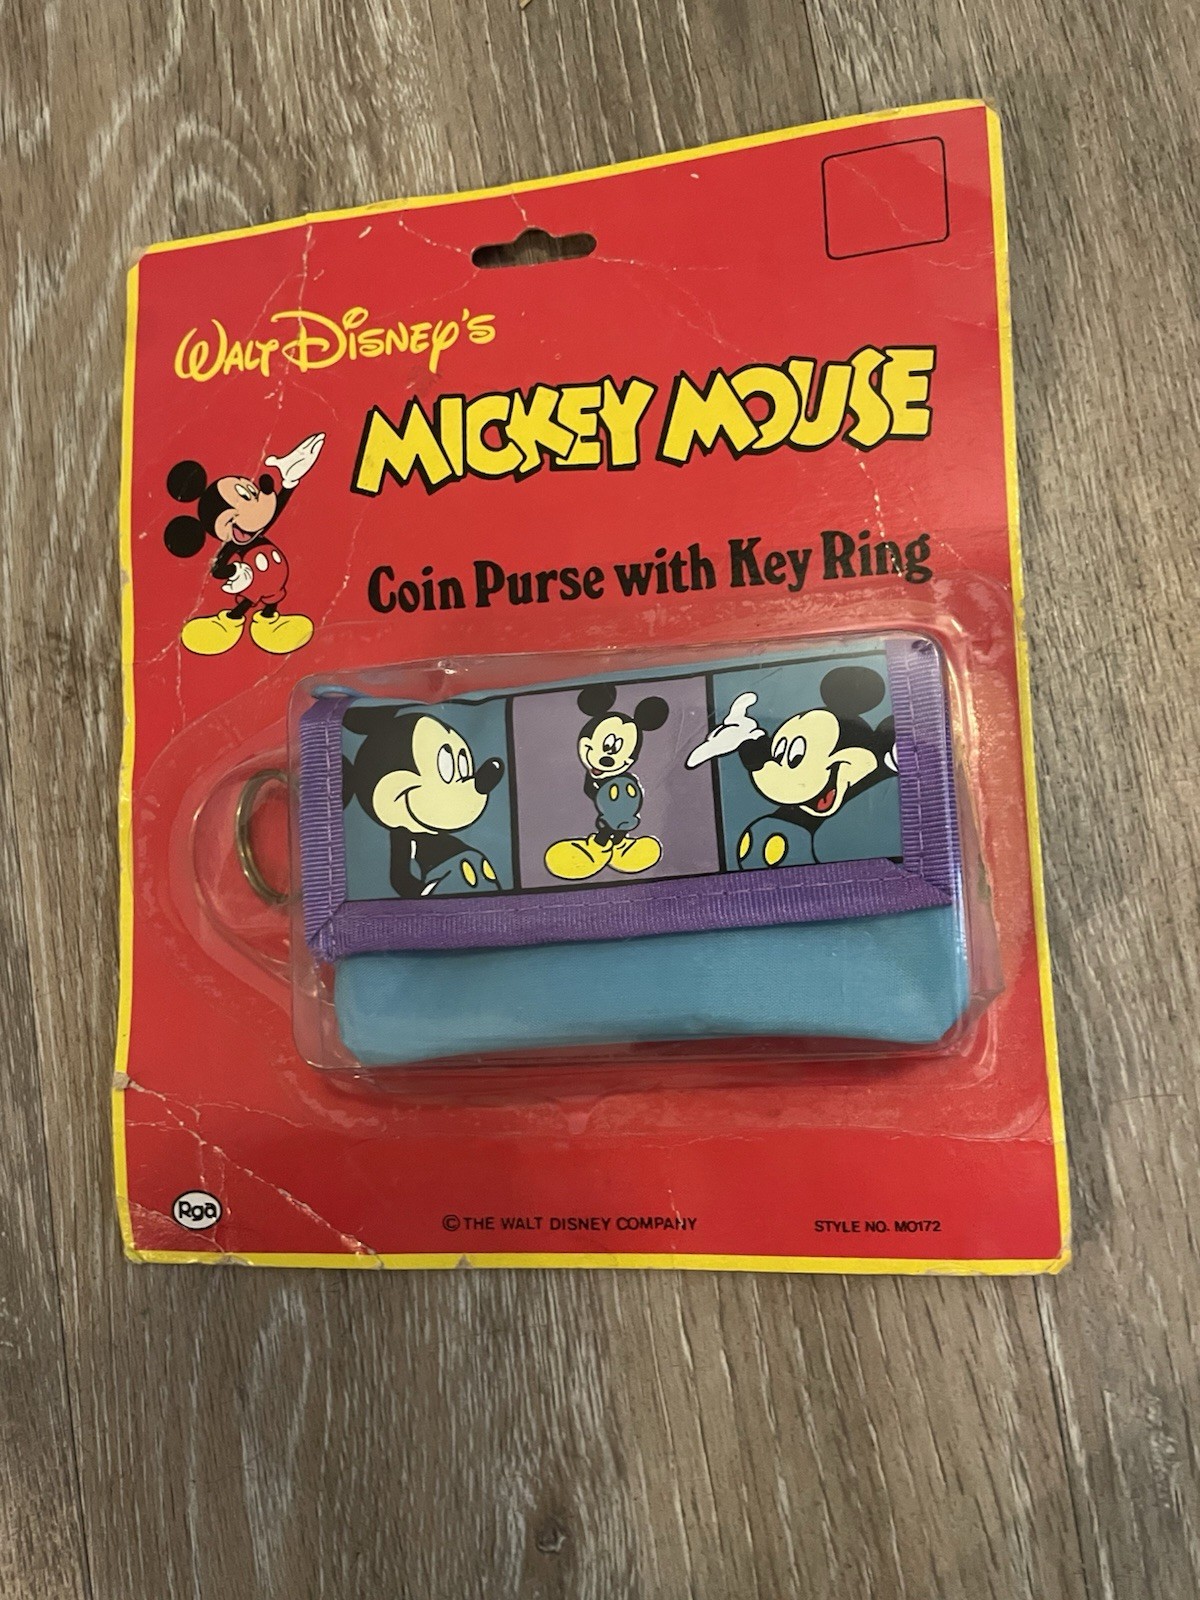 WALT DISNEY'S
MICKEY MOUSE
Coin Purse with Key Ring
Rga
© THE WALT DISNEY COMPANY
STYLE NO. MO172